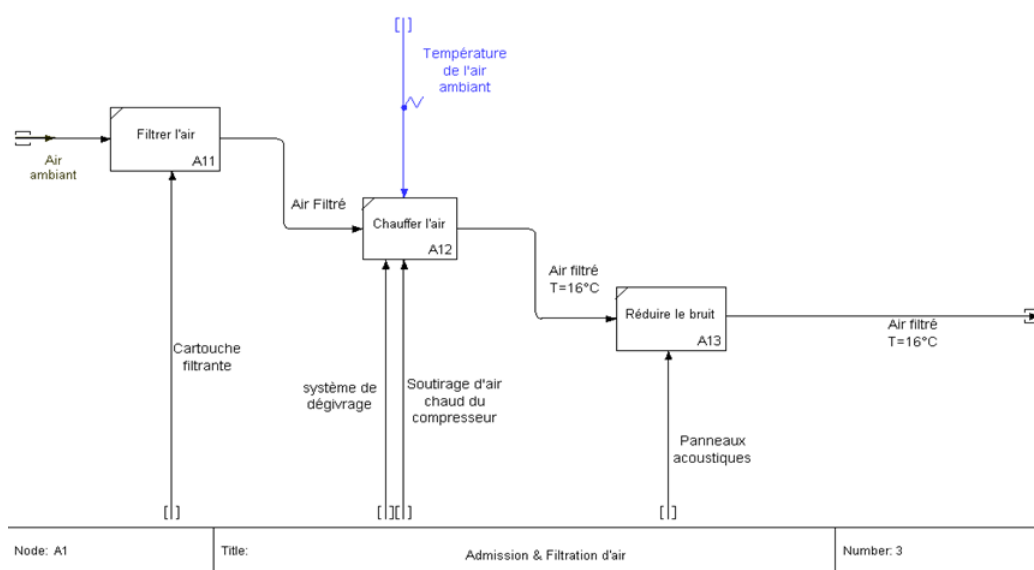 Température
de l'air
ambiant
Filtrer l'air
A11
Air
ambiant
Air Filtré
Chauffer l'air
A12
Air filtré
T=16°C
Réduire le bruit
A13
Air filtré
T=16°C
Cartouche
filtrante
système de
dégivrage
Soutirage d'air
chaud du
compresseur
Panneaux
acoustiques
Node: A1
Title:
Admission & Filtration d'air
Number: 3